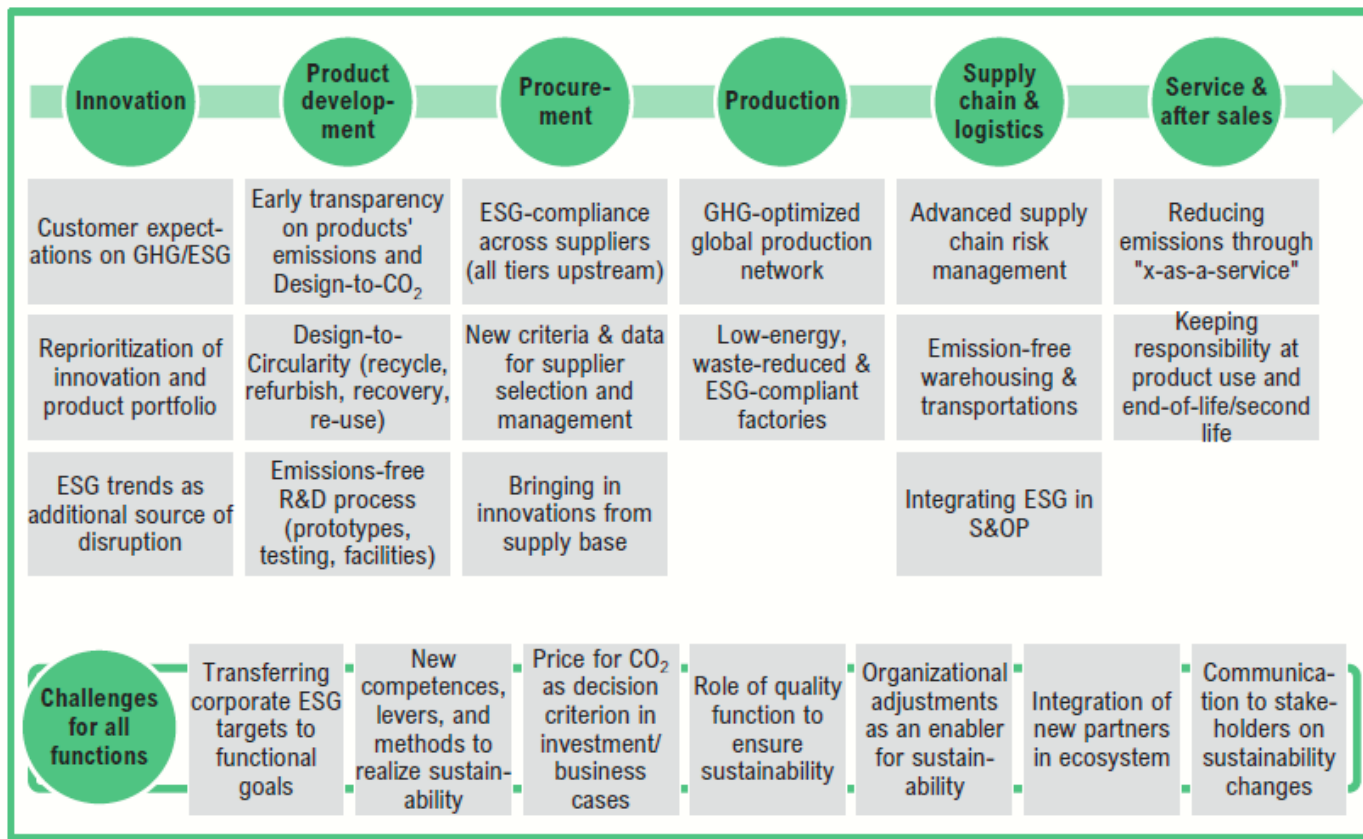 Innovation
Product
develop-
ment
Procure-
ment
Production
Supply
chain &
logistics
Service &
after sales
Customer expect-
ations on GHG/ESG
Early transparency
on products'
emissions and
Design-to-CO₂
ESG-compliance
across suppliers
(all tiers upstream)
GHG-optimized
global production
network
Advanced supply
chain risk
management
Reducing
emissions through
"x-as-a-service"
Reprioritization of
innovation and
product portfolio
Design-to-
Circularity (recycle,
refurbish, recovery,
re-use)
New criteria & data
for supplier
selection and
management
Low-energy,
waste-reduced &
ESG-compliant
factories
Emission-free
warehousing &
transportations
Keeping
responsibility at
product use and
end-of-life/second
life
ESG trends as
additional source of
disruption
Emissions-free
R&D process
(prototypes,
testing, facilities)
Bringing in
innovations from
supply base
Integrating ESG in
S&OP
Challenges
for all
functions
Transferring
corporate ESG
targets to
functional
goals
New
competences,
levers, and
methods to
realize sustain-
ability
Price for CO₂
as decision
criterion in
investment/
business
cases
Role of quality
function to
ensure
sustainability
Organizational
adjustments
as an enabler
for sustain-
ability
Integration of
new partners
in ecosystem
Communica-
tion to stake-
holders on
sustainability
changes